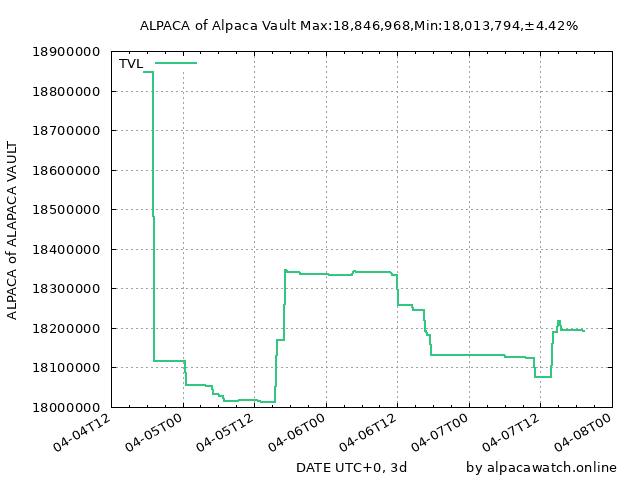 ALPACA of Alpaca Vault Max:18,846,968,Min:18,013,794,±4.42%
TVL
18900000
18800000
18700000
18600000
18500000
18400000
18300000
18200000
18100000
18000000
ALPACA of ALAPACA VAULT
04-04T12
04-05T00
04-05T12
04-06T00
04-06T12
04-07T00
04-07T12
04-08T00
DATE UTC+0, 3d
by alpacawatch.online